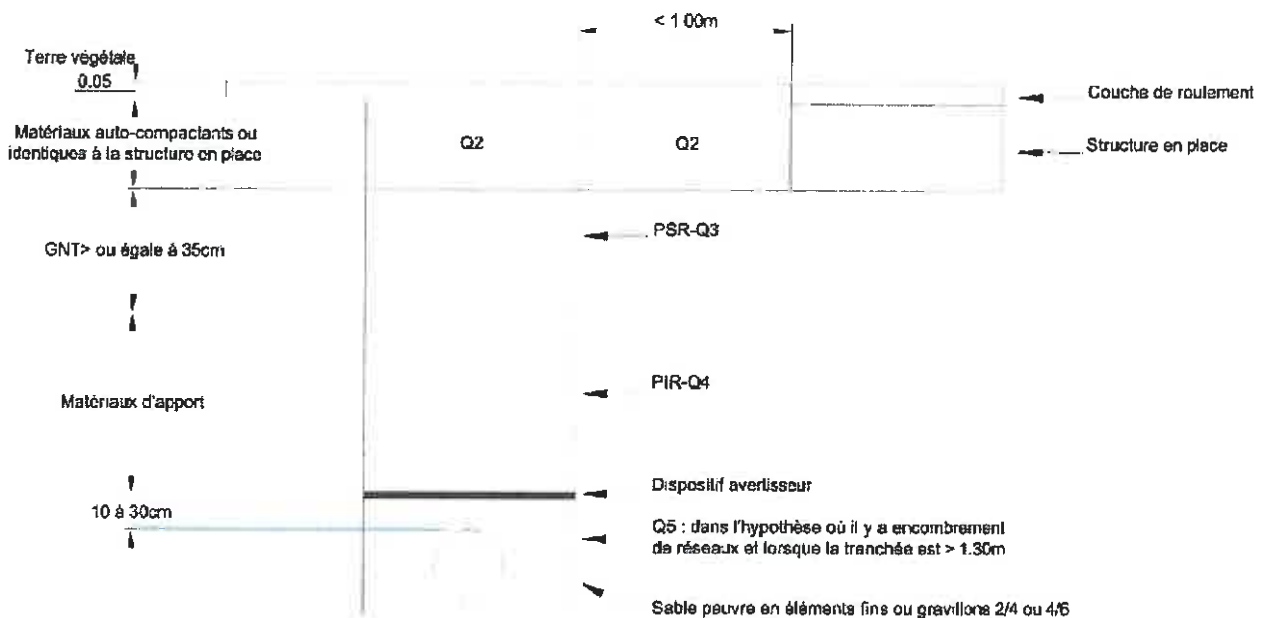 < 1.00m
Terre végétale
0.05
Couche de roulement
Matériaux auto-compactants ou
identiques à la structure en place
Q2
Q2
Structure en place
PSR-Q3
GNT> ou égale à 35cm
PIR-Q4
Matériaux d'apport
Dispositif avertisseur
10 à 30cm
Q5 : dans l'hypothèse où il y a encombrement
de réseaux et lorsque la tranchée est > 1.30m
Sable pauvre en éléments fins ou gravillons 2/4 ou 4/6